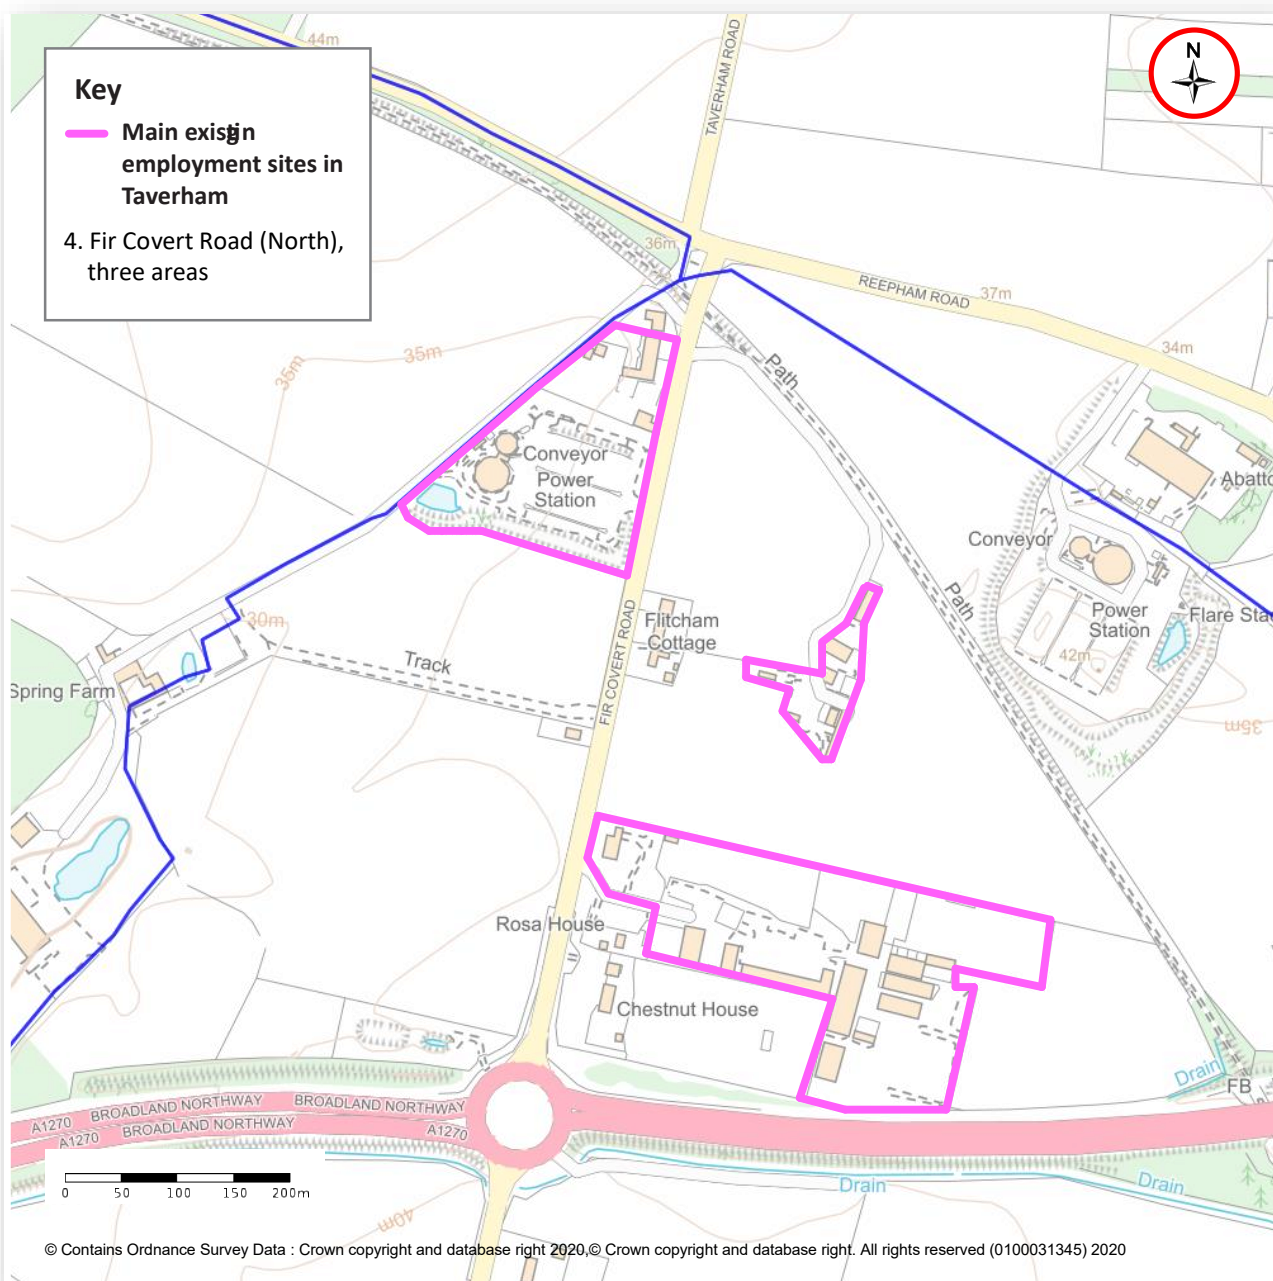 Key
Main existin
employment sites in
Taverham
4. Fir Covert Road (North),
three areas
N
44m
TAVERHAM ROAD
36m
REEPHAM ROAD
37m
34m
35m
35m
Path
Conveyor
Power
Station
Abatto
Conveyor
Path
Power
Station
Flare Sta
42m
35m
30m
Flitcham
Cottage
Track
FIR COVERT ROAD
Spring Farm
Rosa House
Chestnut House
Drain
FB
BROADLAND NORTHWAY
BROADLAND NORTHWAY
A1270
A1270
BROADLAND NORTHWAY
A1270
Drain
Drain
0 50 100 150 200m
40m
© Contains Ordnance Survey Data : Crown copyright and database right 2020,© Crown copyright and database right. All rights reserved (0100031345) 2020